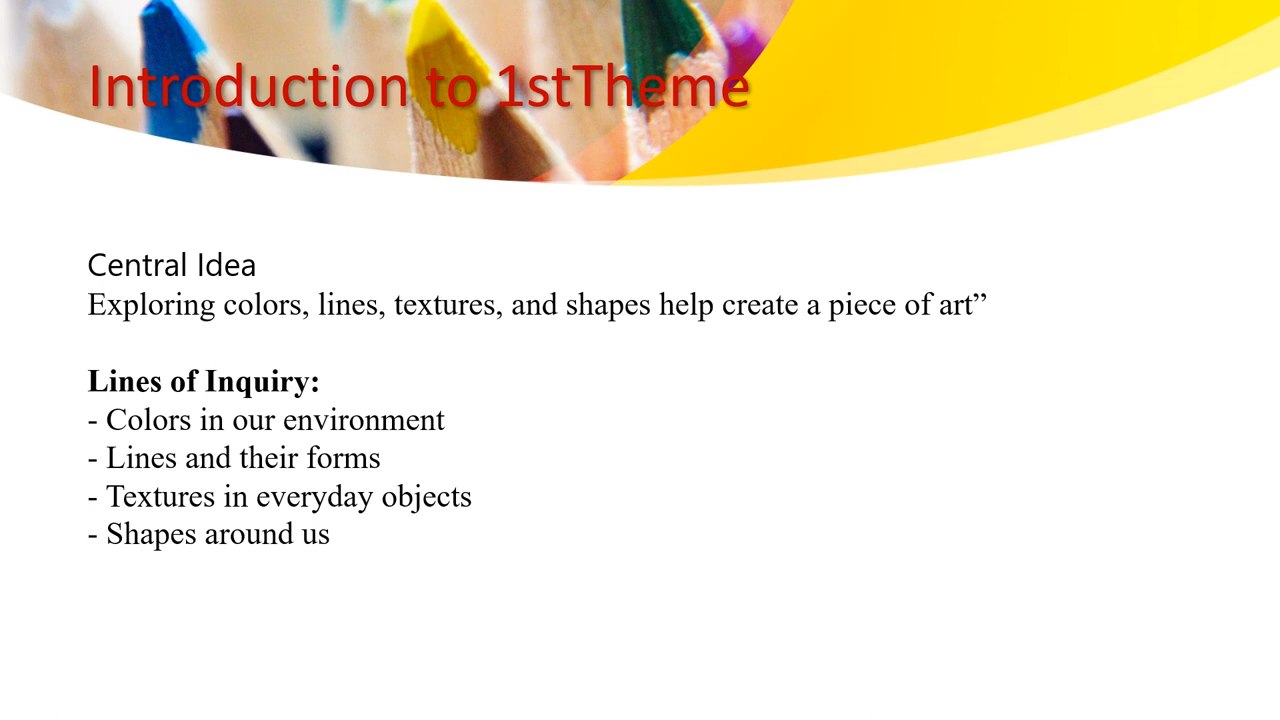 Introduction to 1stTheme
Central Idea
Exploring colors, lines, textures, and shapes help create a piece of art”
Lines of Inquiry:
- Colors in our environment
- Lines and their forms
- Textures in everyday objects
- Shapes around us